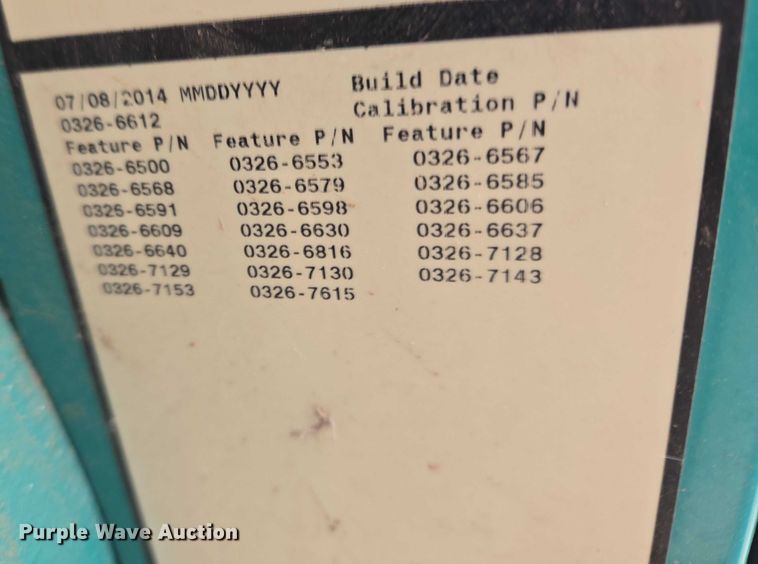 07/08/2014 MMDDYYYY Build Date
0326-6612 Calibration P/N
Feature P/N Feature P/N Feature P/N
0326-6500 0326-6553 0326-6567
0326-6568 0326-6579 0326-6585
0326-6591 0326-6598 0326-6606
0326-6609 0326-6630 0326-6637
0326-6640 0326-6816 0326-7128
0326-7129 0326-7130 0326-7143
0326-7153 0326-7615
Purple Wave Auction